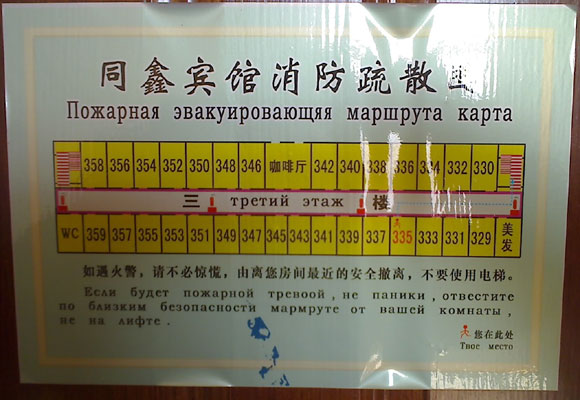 同鑫宾馆消防疏散
Пожарная эвакуировающяя маршрута карта
358 356 354 352 350 348 346 咖啡厅 342 340 338 336 334 332 330
三 третий этаж 楼
WC 359 357 355 353 351 349 347 345 343 341 339 337 335 333 331 329 美发
如遇火警，请不必惊慌，由离您房间最近的安全撤离，不要使用电梯。
Если будет пожарной тревоой, не паники, отвестите
по близким безопасности мармруте от вашей комнаты,
не на лифте.
您在此处
Твое место